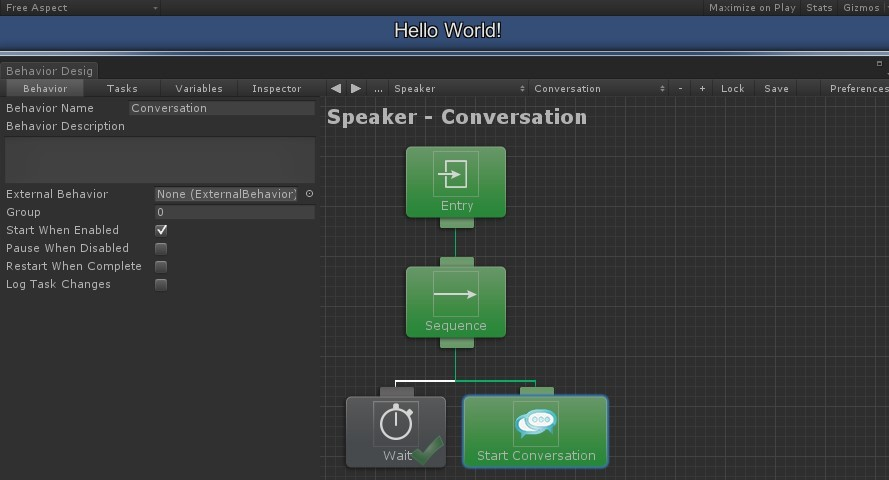 Free Aspect Maximize on Play Stats Gizmos
Hello World!
Behavior Desig
Behavior Tasks Variables Inspector ... Speaker Conversation - + Lock Save Preferences
Behavior Name Conversation
Speaker - Conversation
Behavior Description
External Behavior None (ExternalBehavior)
Group 0
Start When Enabled
Pause When Disabled
Restart When Complete
Log Task Changes
Entry
Sequence
Wait
Start Conversation